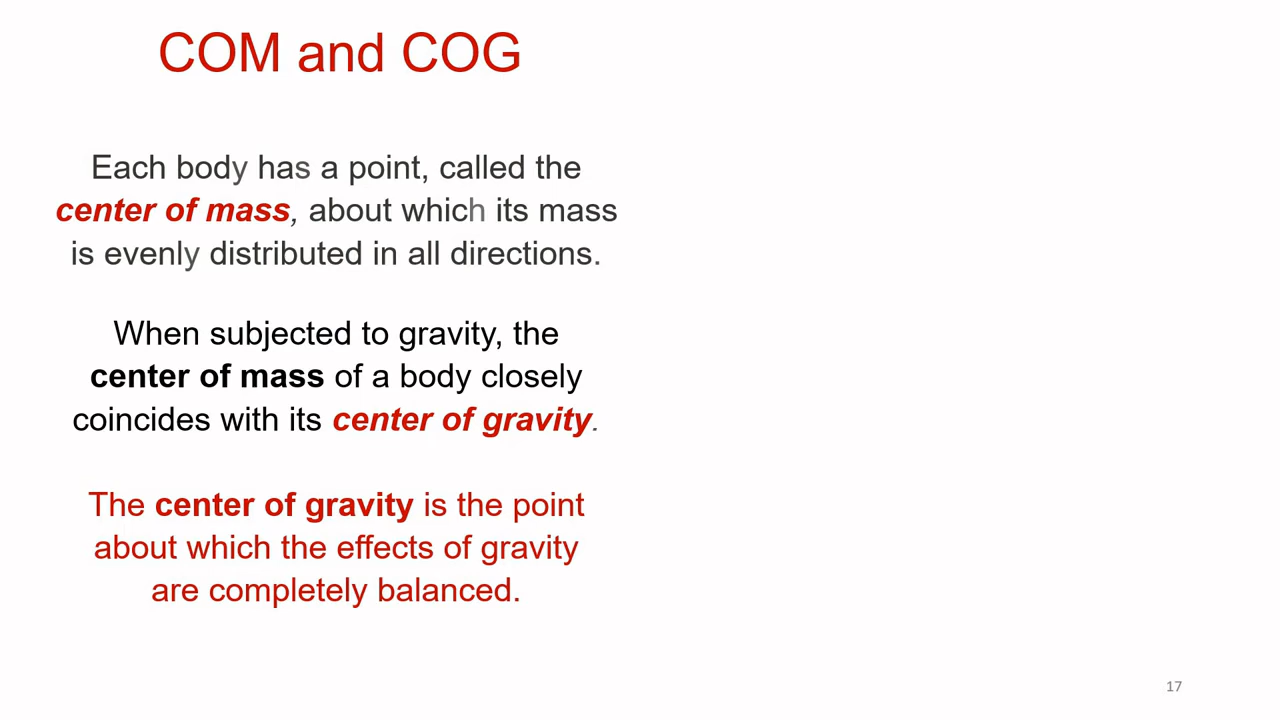 COM and COG
Each body has a point, called the
center of mass, about which its mass
is evenly distributed in all directions.
When subjected to gravity, the
center of mass of a body closely
coincides with its center of gravity.
The center of gravity is the point
about which the effects of gravity
are completely balanced.
17